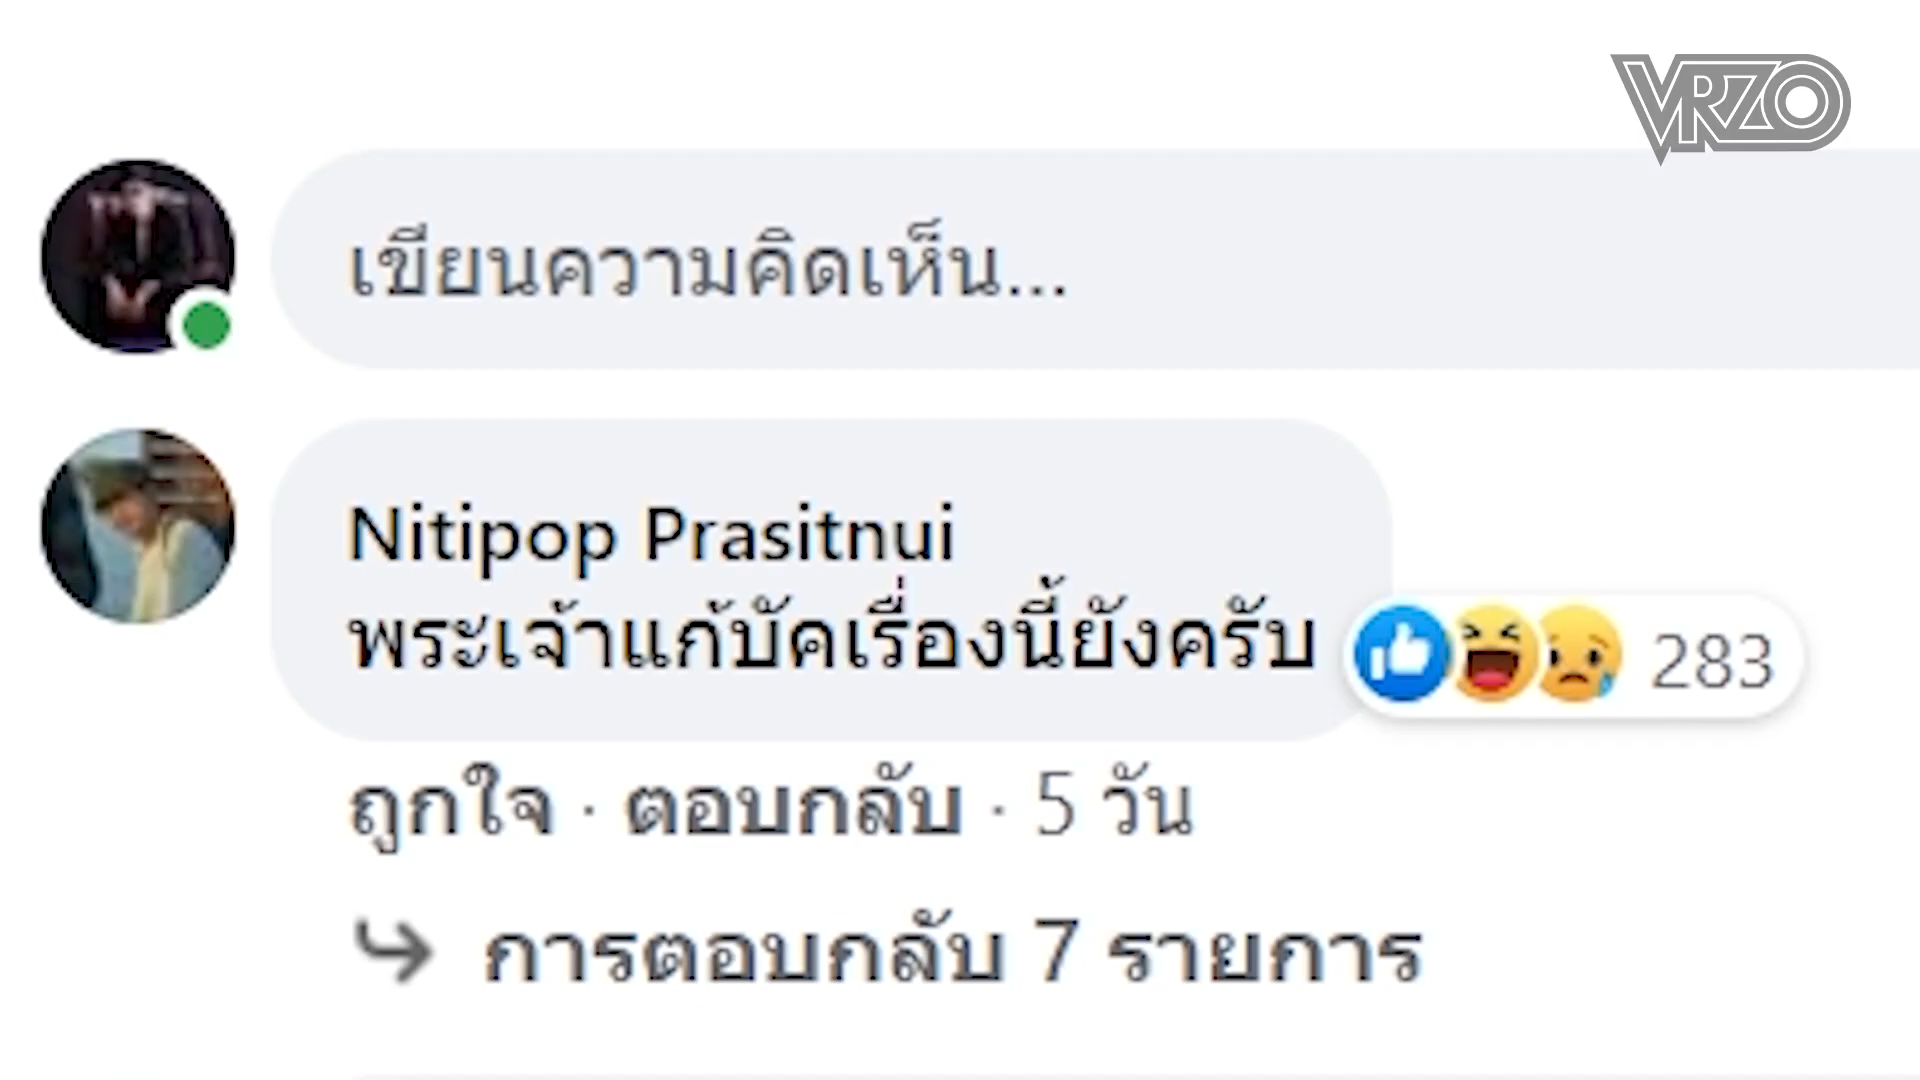 VRZO
เขียนความคิดเห็น...
Nitipop Prasitnui
พระเจ้าแก้บัคเรื่องนี้ยังครับ
283
ถูกใจ · ตอบกลับ · 5 วัน
การตอบกลับ 7 รายการ